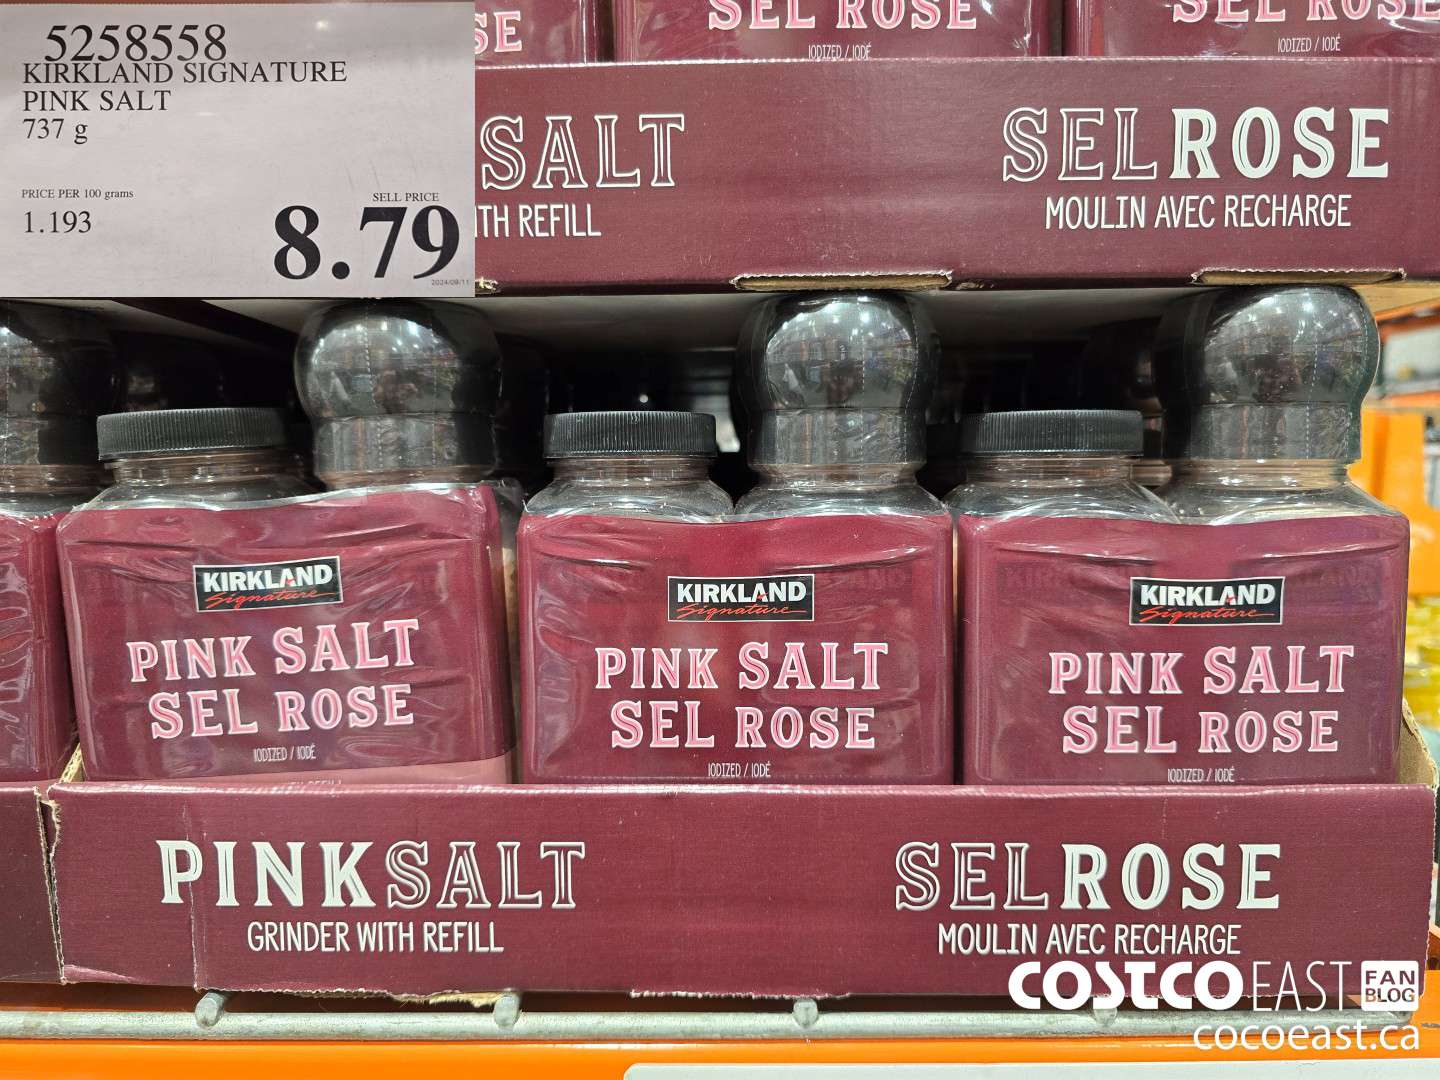 5258558
KIRKLAND SIGNATURE
PINK SALT
737 g
PRICE PER 100 grams
1.193
SELL PRICE
8.79
2024/09/11
SE
SEL ROSE
IODIZED / IODÉ
SEL ROSE
IODIZED / IODÉ
SALT
TH REFILL
SELROSE
MOULIN AVEC RECHARGE
KIRKLAND
Signature
PINK SALT
SEL ROSE
IODIZED / IODÉ
WITH REFILL
KIRKLAND
Signature
PINK SALT
SEL ROSE
IODIZED / IODÉ
KIRKLAND
Signature
PINK SALT
SEL ROSE
IODIZED / IODÉ
PINKSALT
GRINDER WITH REFILL
SELROSE
MOULIN AVEC RECHARGE
COSTCO EAST FAN BLOG
cocoeast.ca